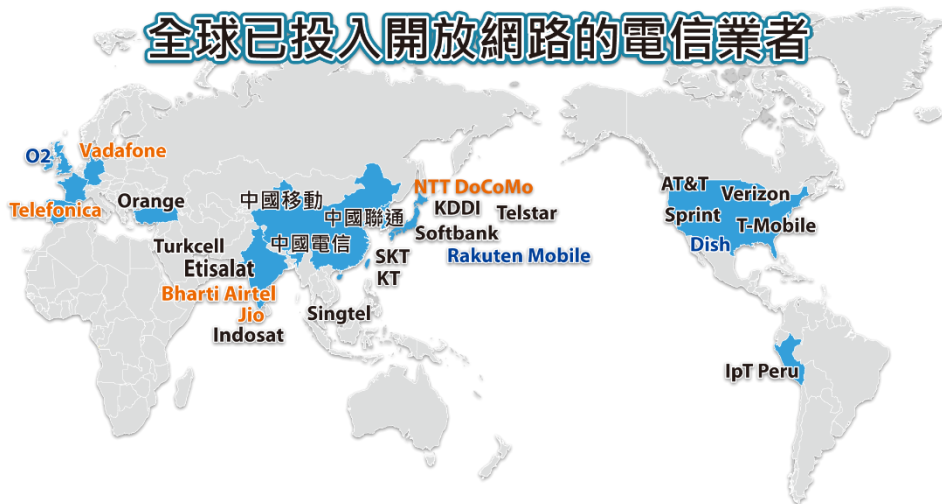 全球已投入開放網路的電信業者
O2
Vadafone
Telefonica
Orange
Turkcell
Etisalat
Bharti Airtel
Jio
Indosat
中國移動
中國聯通
中國電信
Singtel
NTT DoCoMo
KDDI
Telstar
Softbank
Rakuten Mobile
SKT
KT
AT&T
Verizon
Sprint
T-Mobile
Dish
IpT Peru